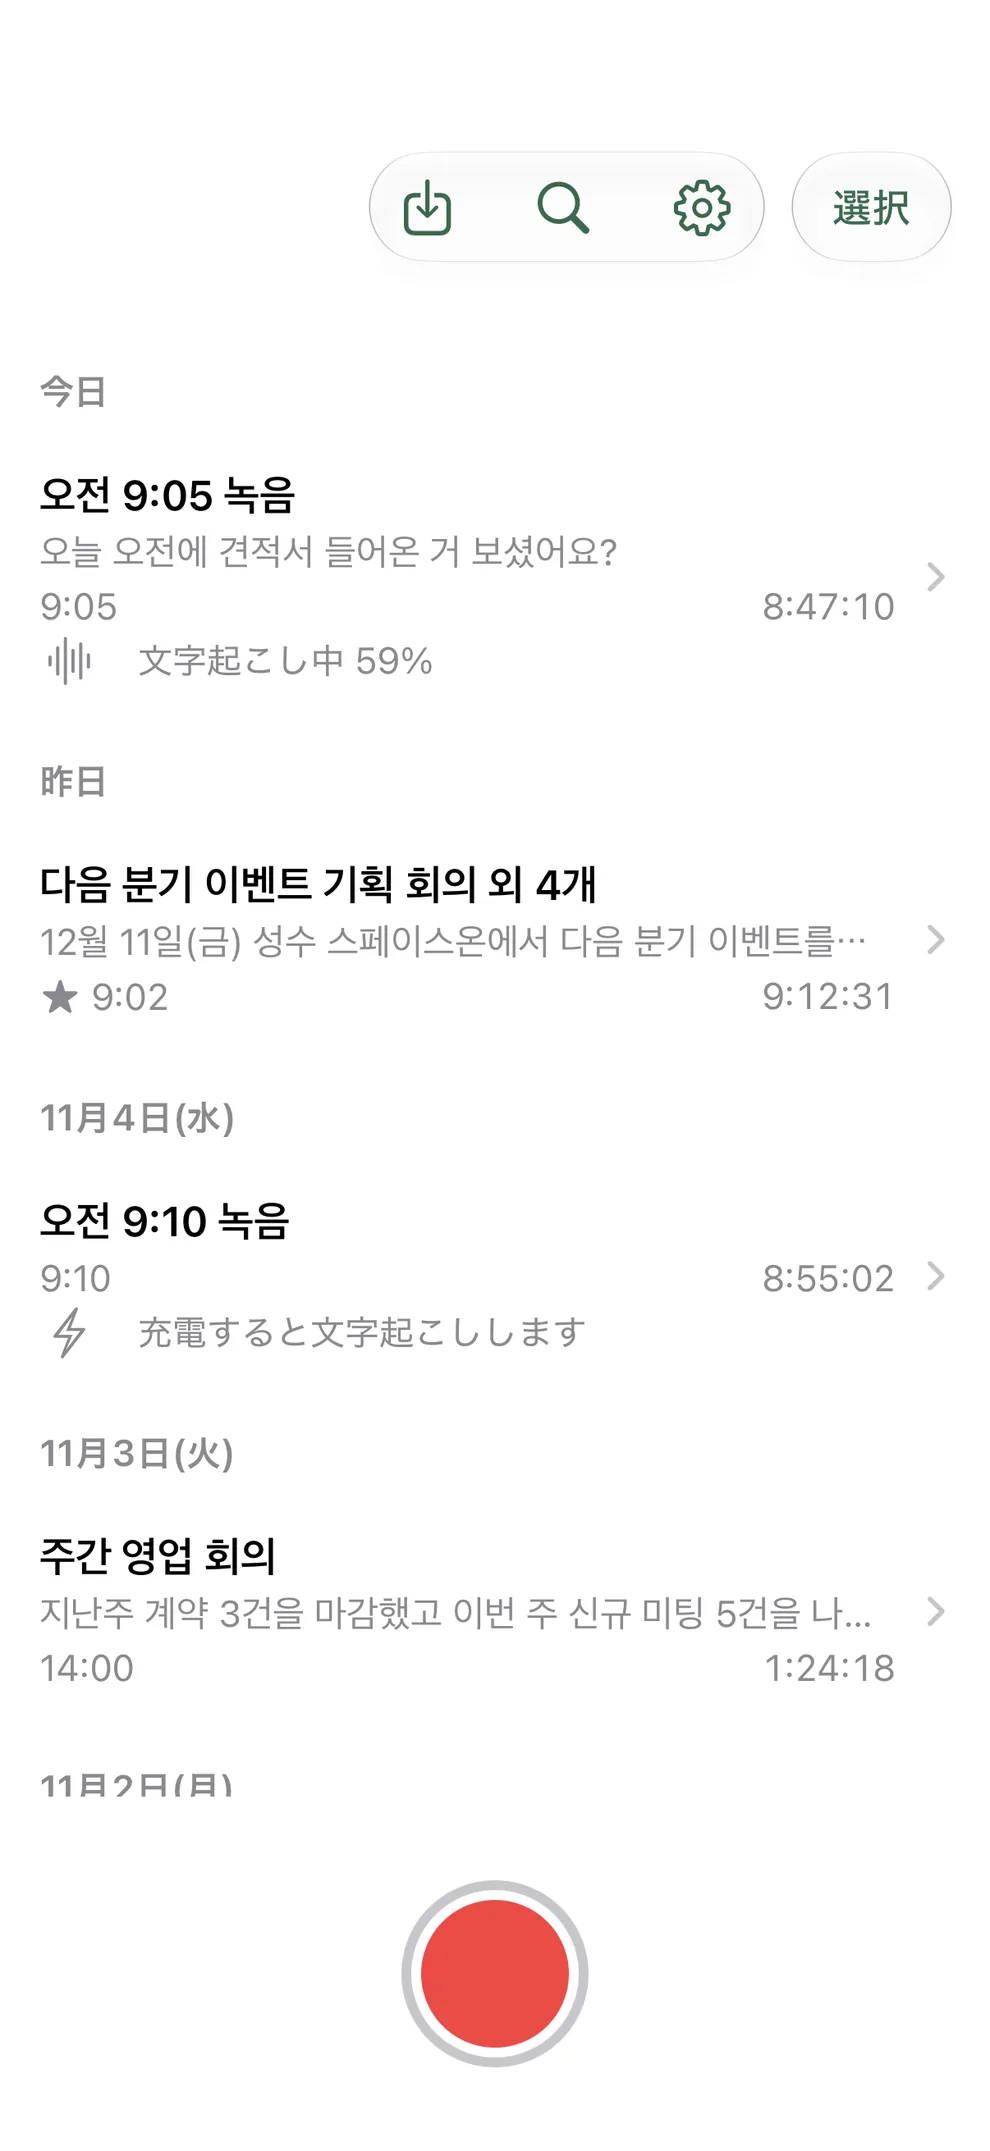 選択
今日
오전 9:05 녹음
오늘 오전에 견적서 들어온 거 보셨어요?
9:05 8:47:10
文字起こし中 59%
昨日
다음 분기 이벤트 기획 회의 외 4개
12월 11일(금) 성수 스페이스온에서 다음 분기 이벤트를…
★ 9:02 9:12:31
11月4日(水)
오전 9:10 녹음
9:10 8:55:02
充電すると文字起こしします
11月3日(火)
주간 영업 회의
지난주 계약 3건을 마감했고 이번 주 신규 미팅 5건을 나...
14:00 1:24:18
11月2日(月)